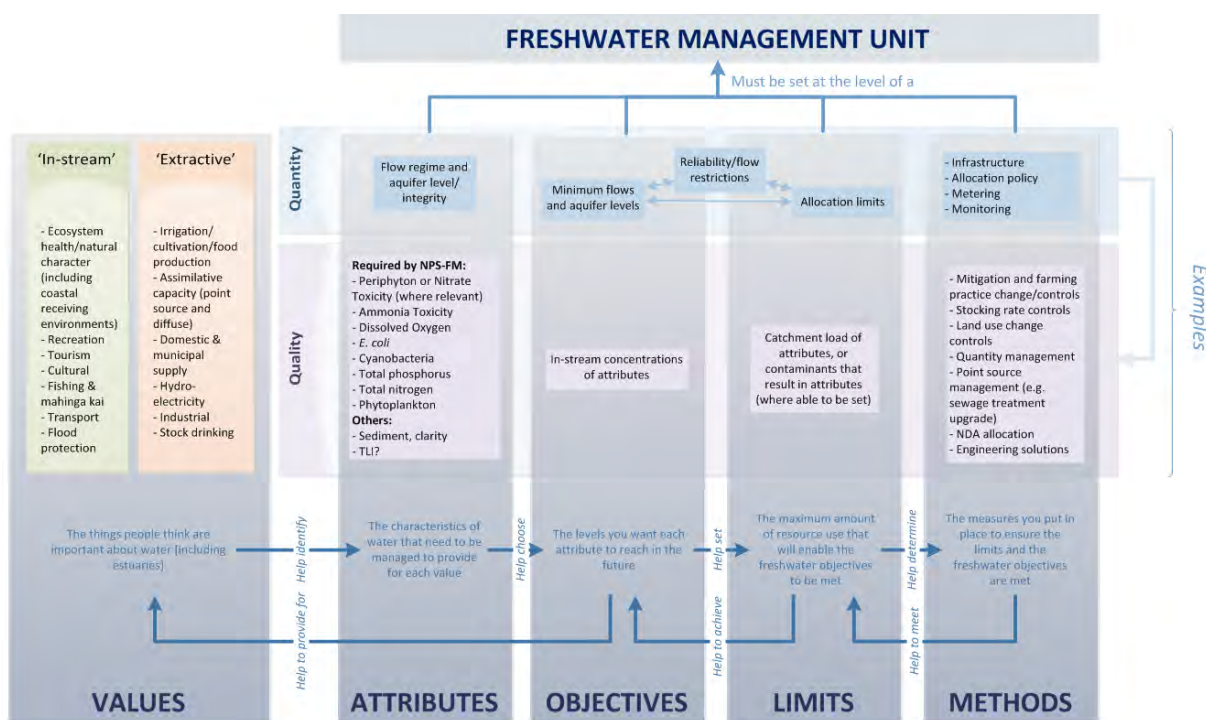 FRESHWATER MANAGEMENT UNIT
Must be set at the level of a
'In-stream'
- Ecosystem
health/natural
character
(including
coastal
receiving
environments)
- Recreation
- Tourism
- Cultural
- Fishing &
mahinga kai
- Transport
- Flood
protection
'Extractive'
- Irrigation/
cultivation/food
production
- Assimilative
capacity (point
source and
diffuse)
- Domestic &
municipal
supply
- Hydro-
electricity
- Industrial
- Stock drinking
Quantity
Flow regime and
aquifer level/
integrity
Minimum flows
and aquifer levels
Reliability/flow
restrictions
Allocation limits
- Infrastructure
- Allocation policy
- Metering
- Monitoring
Quality
Required by NPS-FM:
- Periphyton or Nitrate
Toxicity (where relevant)
- Ammonia Toxicity
- Dissolved Oxygen
- E. coli
- Cyanobacteria
- Total phosphorus
- Total nitrogen
- Phytoplankton
Others:
- Sediment, clarity
- TLI?
In-stream concentrations
of attributes
Catchment load of
attributes, or
contaminants that
result in attributes
(where able to be set)
- Mitigation and farming
practice change/controls
- Stocking rate controls
- Land use change
controls
- Quantity management
- Point source
management (e.g.
sewage treatment
upgrade)
- NDA allocation
- Engineering solutions
Examples
The things people think are
important about water (including
estuaries)
Help identify
The characteristics of
water that need to be
managed to provide
for each value
Help choose
The levels you want each
attribute to reach in the
future
Help set
The maximum amount
of resource use that
will enable the
freshwater objectives
to be met
Help determine
The measures you put in
place to ensure the
limits and the
freshwater objectives
are met
Help to provide for
Help to achieve
Help to meet
VALUES
ATTRIBUTES
OBJECTIVES
LIMITS
METHODS